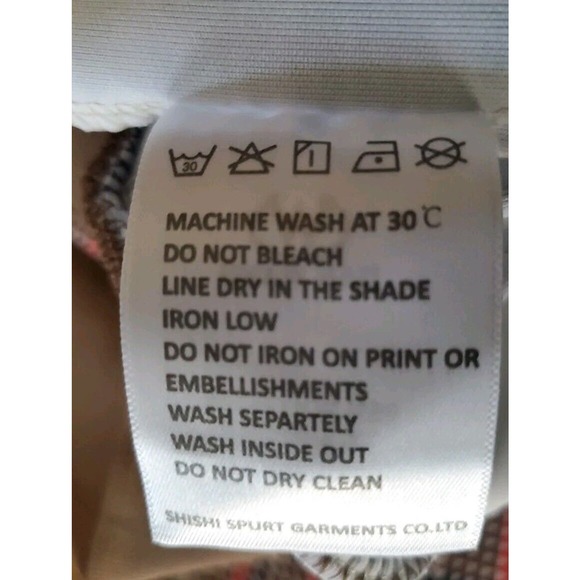 30
MACHINE WASH AT 30℃
DO NOT BLEACH
LINE DRY IN THE SHADE
IRON LOW
DO NOT IRON ON PRINT OR
EMBELLISHMENTS
WASH SEPARTELY
WASH INSIDE OUT
DO NOT DRY CLEAN
SHISHI SPURT GARMENTS CO.LTD